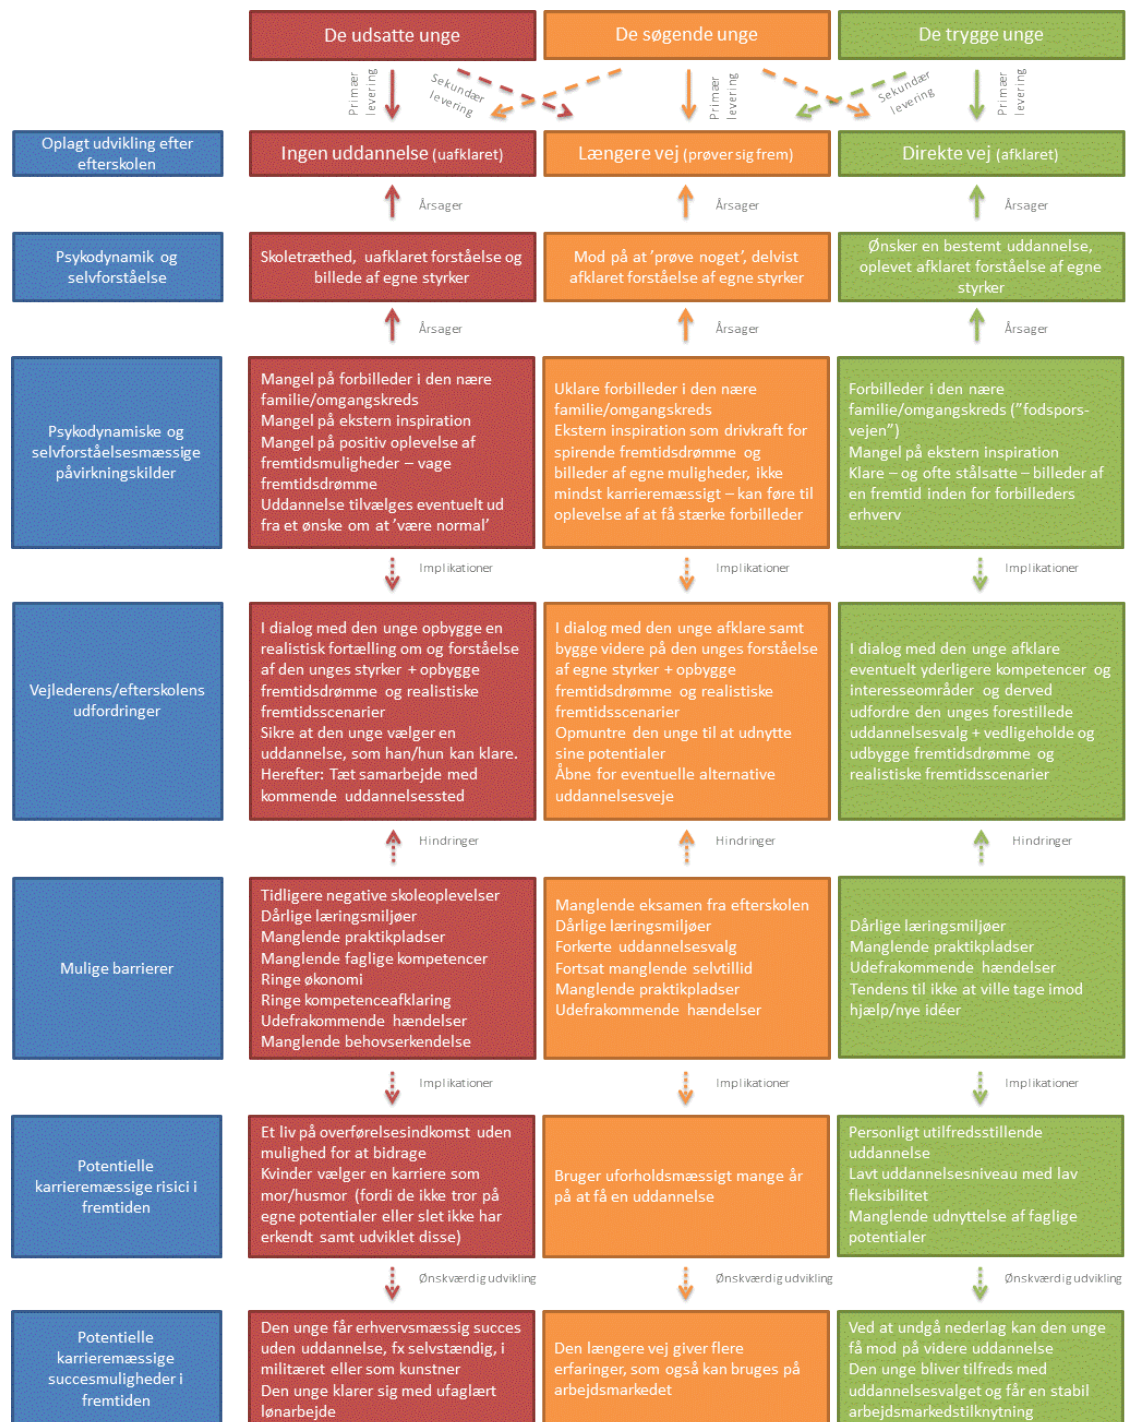 De udsatte unge
De søgende unge
De trygge unge
Primær
levering
Sekundær
levering
Primær
levering
Sekundær
levering
Primær
levering
Oplagt udvikling efter
efterskolen
Ingen uddannelse (uafklaret)
Længere vej (prøver sig frem)
Direkte vej (afklaret)
Årsager
Årsager
Årsager
Psykodynamik og
selvforståelse
Skoletræthed, uafklaret forståelse og
billede af egne styrker
Mod på at ’prøve noget’, delvist
afklaret forståelse af egne styrker
Ønsker en bestemt uddannelse,
oplevet afklaret forståelse af egne
styrker
Årsager
Årsager
Årsager
Psykodynamiske og
selvforståelsesmæssige
påvirkningskilder
Mangel på forbilleder i den nære
familie/omgangskreds
Mangel på ekstern inspiration
Mangel på positiv oplevelse af
fremtidsmuligheder – vage
fremtidsdrømme
Uddannelse tilvælges eventuelt ud
fra et ønske om at ’være normal’
Uklare forbilleder i den nære
familie/omgangskreds
Ekstern inspiration som drivkraft for
spirende fremtidsdrømme og
billeder af egne muligheder, ikke
mindst karrieremæssigt – kan føre til
oplevelse af at få stærke forbilleder
Forbilleder i den nære
familie/omgangskreds (”fodspors-
vejen”)
Mangel på ekstern inspiration
Klare – og ofte stålsatte – billeder af
en fremtid inden for forbilleders
erhverv
Implikationer
Implikationer
Implikationer
Vejlederens/efterskolens
udfordringer
I dialog med den unge opbygge en
realistisk fortælling om og forståelse
af den unges styrker + opbygge
fremtidsdrømme og realistiske
fremtidsscenarier
Sikre at den unge vælger en
uddannelse, som han/hun kan klare.
Herefter: Tæt samarbejde med
kommende uddannelsessted
I dialog med den unge afklare samt
bygge videre på den unges forståelse
af egne styrker + opbygge
fremtidsdrømme og realistiske
fremtidsscenarier
Opmuntre den unge til at udnytte
sine potentialer
Åbne for eventuelle alternative
uddannelsesveje
I dialog med den unge afklare
eventuelt yderligere kompetencer og
interesseområder og derved
udfordre den unges forestillede
uddannelsesvalg + vedligeholde og
udbygge fremtidsdrømme og
realistiske fremtidsscenarier
Hindringer
Hindringer
Hindringer
Mulige barrierer
Tidligere negative skoleoplevelser
Dårlige læringsmiljøer
Manglende praktikpladser
Manglende faglige kompetencer
Ringe økonomi
Ringe kompetenceafklaring
Udefrakommende hændelser
Manglende behovserkendelse
Manglende eksamen fra efterskolen
Dårlige læringsmiljøer
Forkerte uddannelsesvalg
Fortsat manglende selvtillid
Manglende praktikpladser
Udefrakommende hændelser
Dårlige læringsmiljøer
Manglende praktikpladser
Udefrakommende hændelser
Tendens til ikke at ville tage imod
hjælp/nye idéer
Implikationer
Implikationer
Implikationer
Potentielle
karrieremæssige risici i
fremtiden
Et liv på overførelsesindkomst uden
mulighed for at bidrage
Kvinder vælger en karriere som
mor/husmor (fordi de ikke tror på
egne potentialer eller slet ikke har
erkendt samt udviklet disse)
Bruger uforholdsmæssigt mange år
på at få en uddannelse
Personligt utilfredsstillende
uddannelse
Lavt uddannelsesniveau med lav
fleksibilitet
Manglende udnyttelse af faglige
potentialer
Ønskværdig udvikling
Ønskværdig udvikling
Ønskværdig udvikling
Potentielle
karrieremæssige
succesmuligheder i
fremtiden
Den unge får erhvervsmæssig succes
uden uddannelse, fx selvstændig, i
militæret eller som kunstner
Den unge klarer sig med ufaglært
lønarbejde
Den længere vej giver flere
erfaringer, som også kan bruges på
arbejdsmarkedet
Ved at undgå nederlag kan den unge
få mod på videre uddannelse
Den unge bliver tilfreds med
uddannelsesvalget og får en stabil
arbejdsmarkedstilknytning